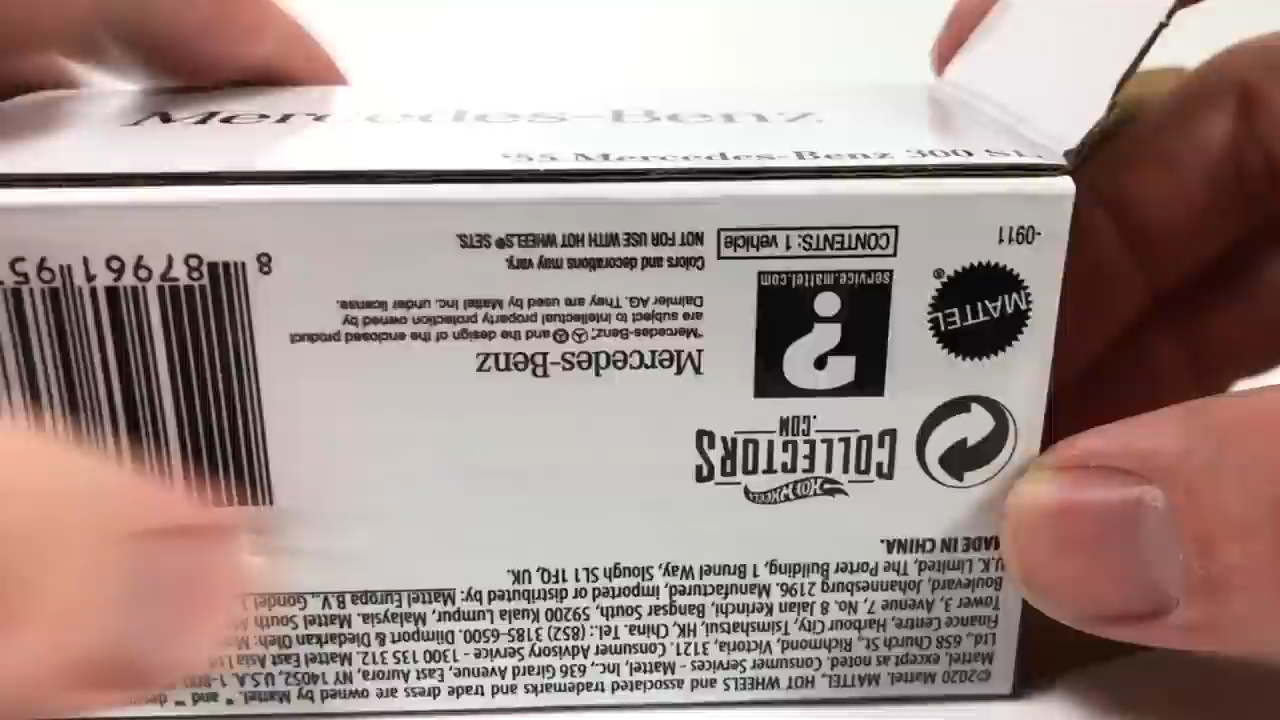 Mercedes-Benz
'55 Mercedes-Benz 300 SL
©2020 Mattel. MATTEL, HOT WHEELS and associated trademarks and trade dress are owned by Mattel. ™ and ™
Mattel, except as noted. Consumer Services - Mattel, Inc., 636 Girard Avenue, East Aurora, NY 14052, U.S.A. 1-800-
Ltd., 658 Church St., Richmond, Victoria, 3121. Consumer Advisory Service - 1300 135 312. Mattel East Asia Ltd
Finance Centre, Harbour City, Tsimshatsui, HK, China. Tel.: (852) 3185-6500. Diimport & Diedarkan Oleh:
Tower 3, Avenue 7, No. 8 Jalan Kerinchi, Bangsar South, 59200 Kuala Lumpur, Malaysia. Mattel South
Boulevard, Johannesburg 2196. Manufactured, imported or distributed by: Mattel Europa B.V., Gondel
U.K. Limited, The Porter Building, 1 Brunel Way, Slough SL1 1FQ, UK.
MADE IN CHINA.
HOT WHEELS
COLLECTORS
.COM
?
service.mattel.com
CONTENTS: 1 vehicle
MATTEL®
-0911
Mercedes-Benz
"Mercedes-Benz," and the design of the enclosed product
are subject to intellectual property protection owned by
Daimler AG. They are used by Mattel Inc. under license.
Colors and decorations may vary.
NOT FOR USE WITH HOT WHEELS® SETS.
8 87961 95